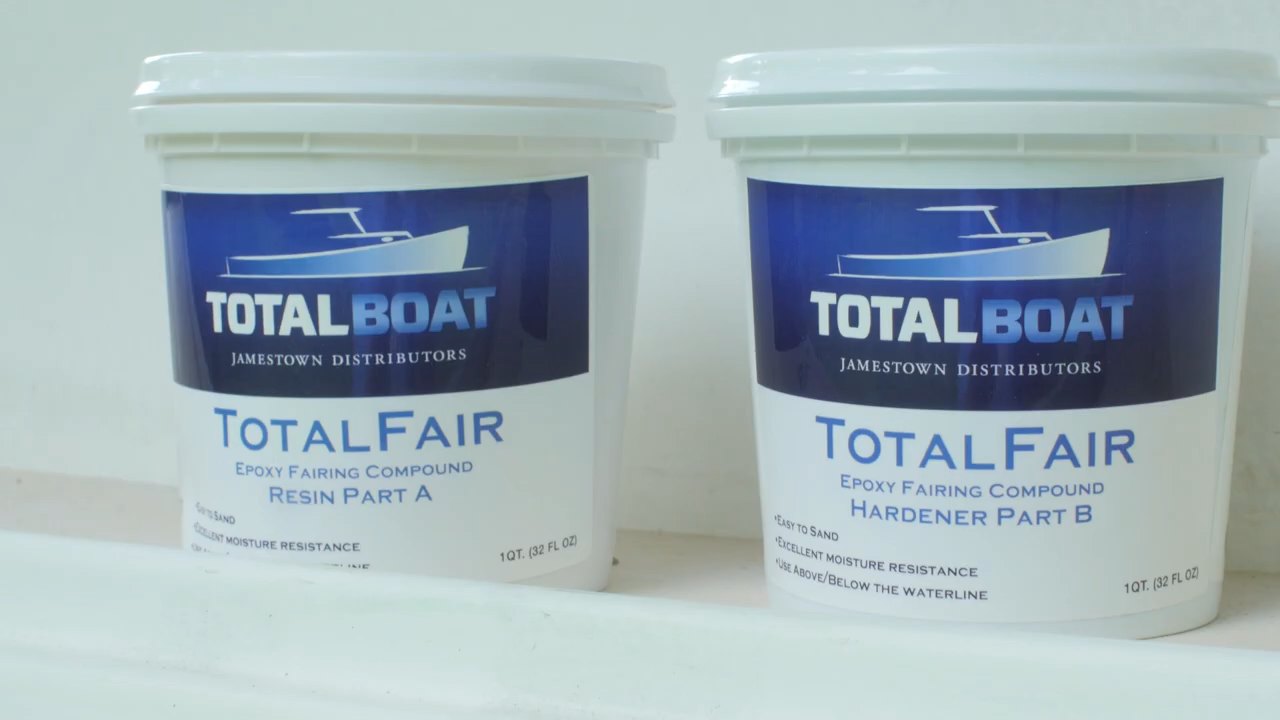 TOTALBOAT
JAMESTOWN DISTRIBUTORS
TOTALFAIR
EPOXY FAIRING COMPOUND
RESIN PART A
•EASY TO SAND
•EXCELLENT MOISTURE RESISTANCE
1QT. (32 FL OZ)
TOTALBOAT
JAMESTOWN DISTRIBUTORS
TOTALFAIR
EPOXY FAIRING COMPOUND
HARDENER PART B
•EASY TO SAND
•EXCELLENT MOISTURE RESISTANCE
•USE ABOVE/BELOW THE WATERLINE
1QT. (32 FL OZ)